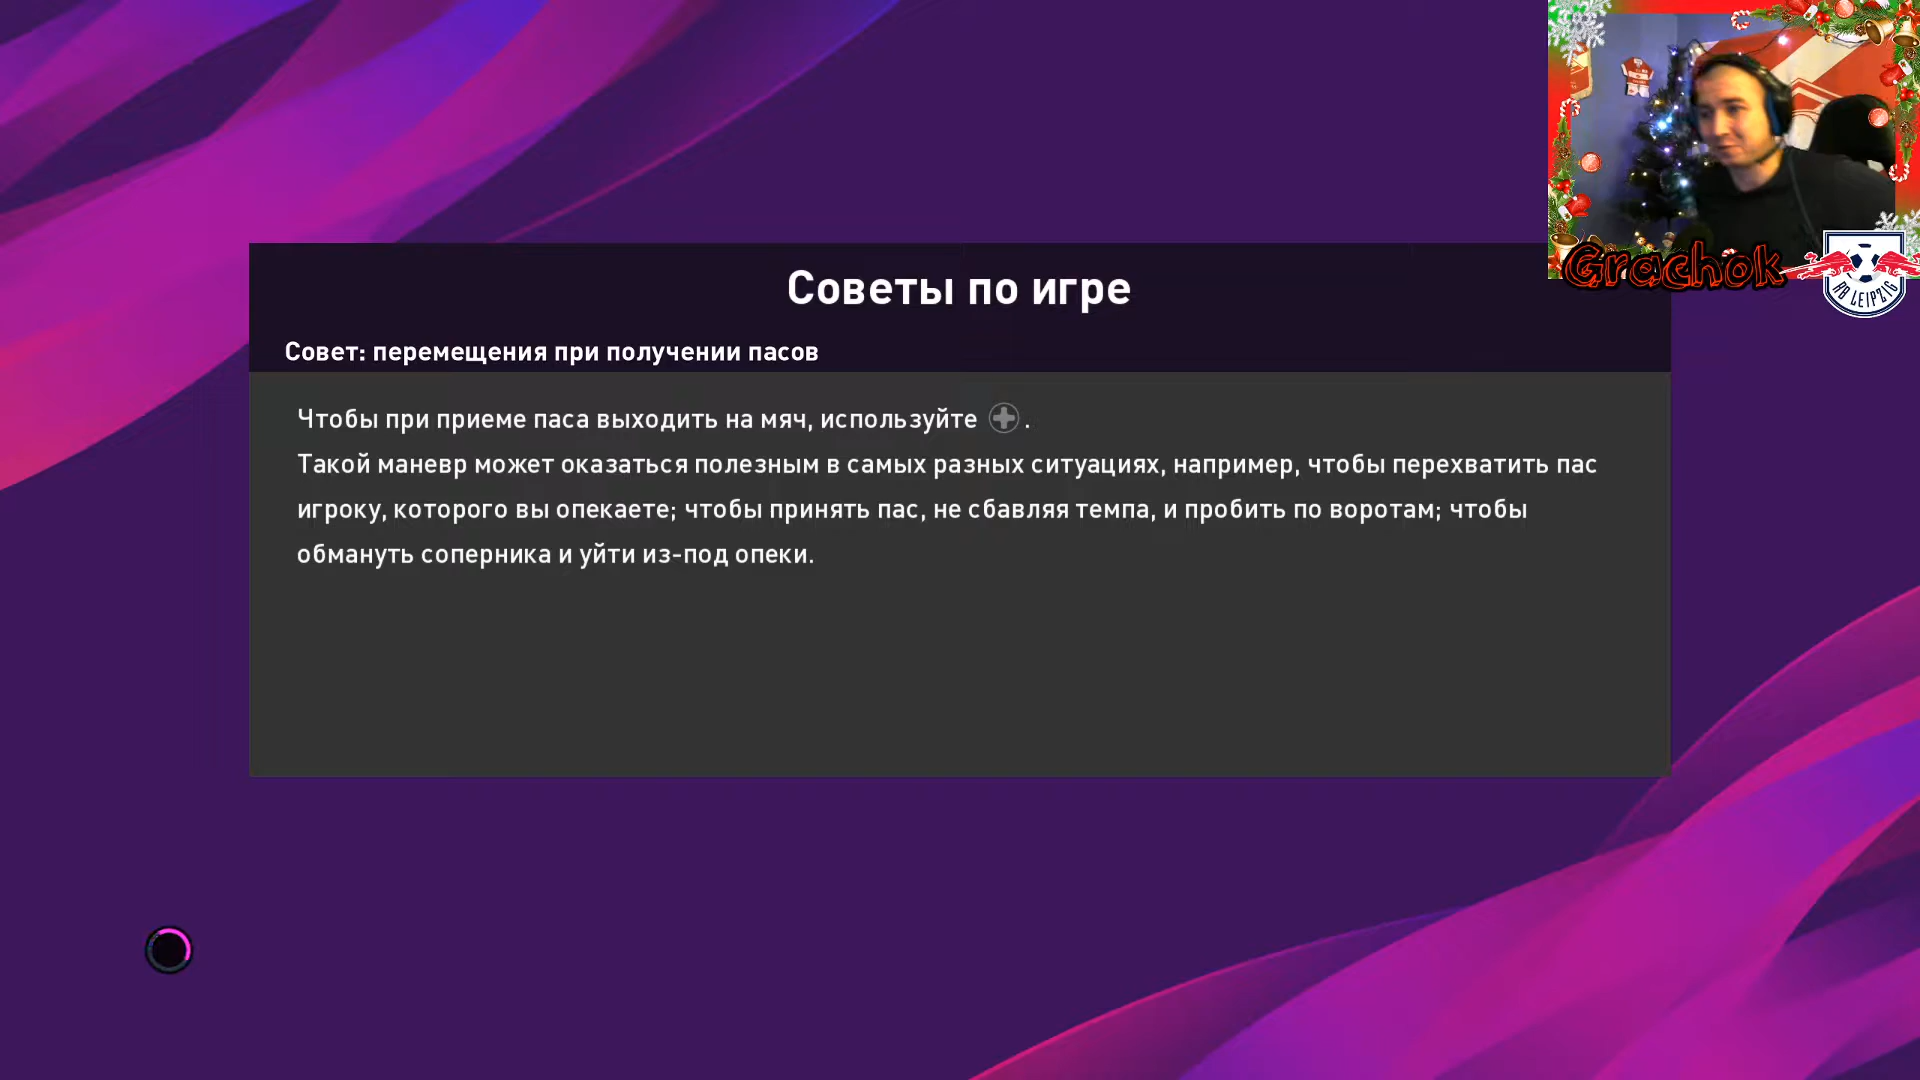 Grachok
RB LEIPZIG
Советы по игре
Совет: перемещения при получении пасов
Чтобы при приеме паса выходить на мяч, используйте .
Такой маневр может оказаться полезным в самых разных ситуациях, например, чтобы перехватить пас
игроку, которого вы опекаете; чтобы принять пас, не сбавляя темпа, и пробить по воротам; чтобы
обмануть соперника и уйти из-под опеки.